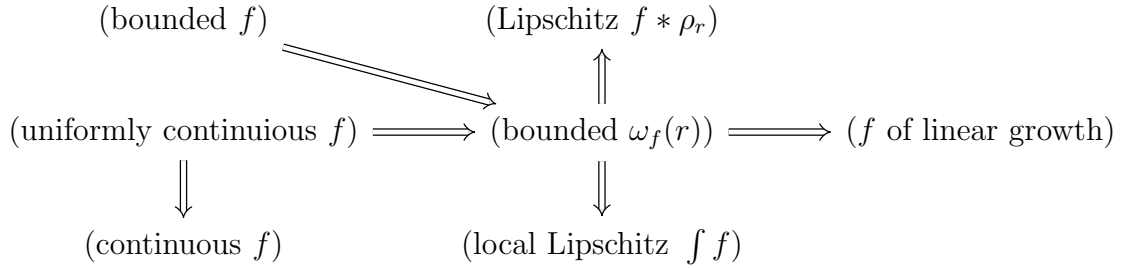 (bounded f) (Lipschitz f ∗ ρ_r)
(uniformly continuious f) (bounded ω_f(r)) (f of linear growth)
(continuous f) (local Lipschitz ∫ f)